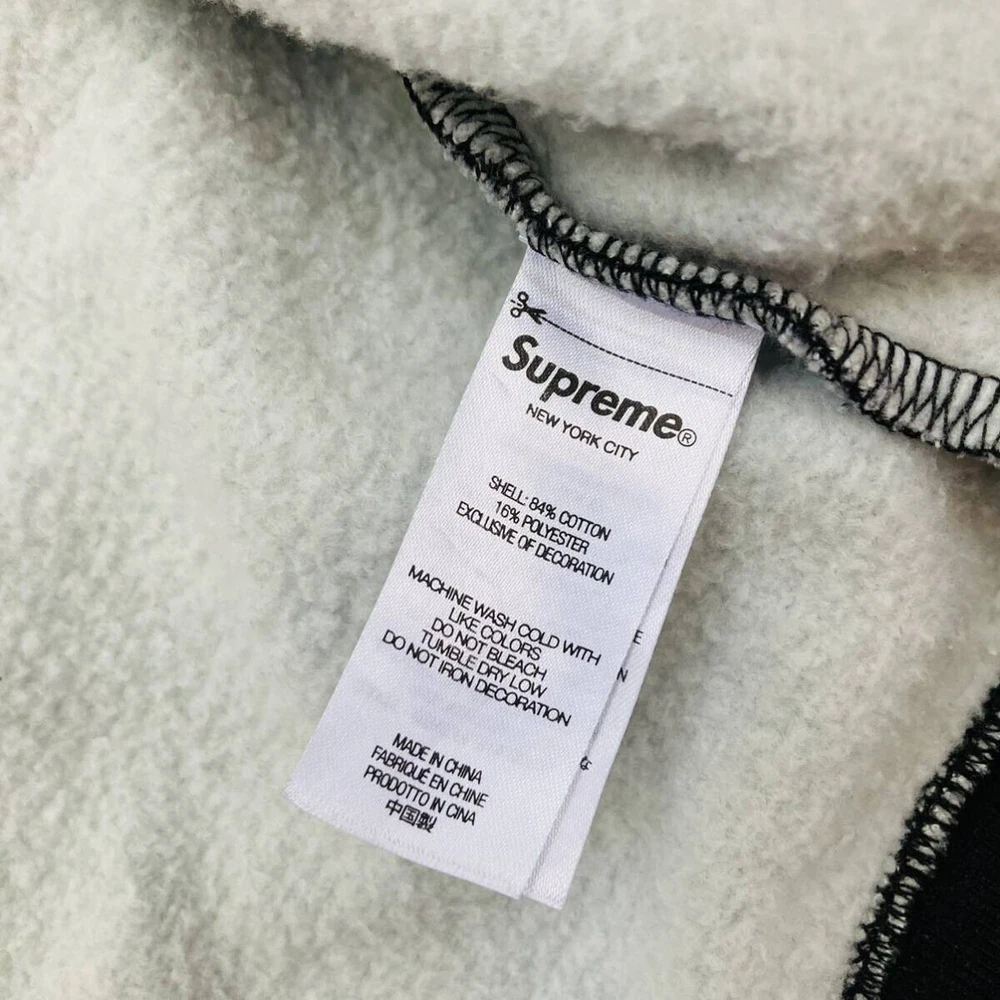 Supreme®
NEW YORK CITY
SHELL: 84% COTTON
16% POLYESTER
EXCLUSIVE OF DECORATION
MACHINE WASH COLD WITH
LIKE COLORS
DO NOT BLEACH
TUMBLE DRY LOW
DO NOT IRON DECORATION
MADE IN CHINA
FABRIQUÉ EN CHINE
PRODOTTO IN CINA
中国製
E
N